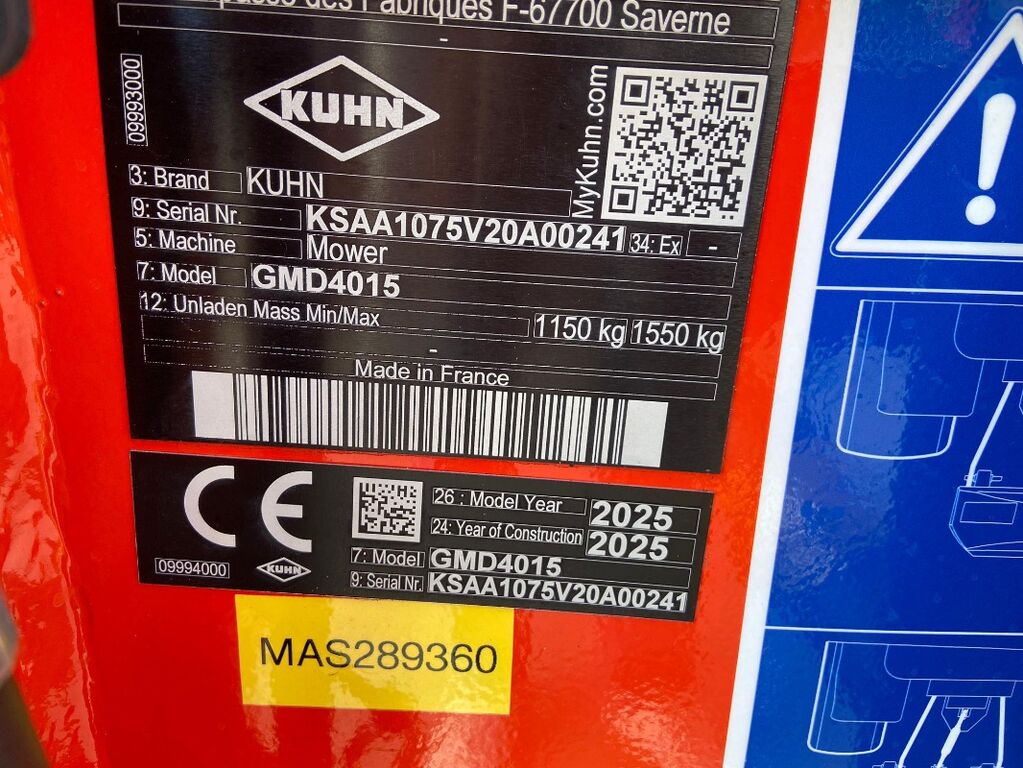 des Fabriques F-67700 Saverne
-
09993000
KUHN
MyKuhn.com
3: Brand KUHN
9: Serial Nr. KSAA1075V20A00241 34: Ex -
5: Machine Mower
7: Model GMD4015
12: Unladen Mass Min/Max 1150 kg 1550 kg
-
Made in France
CE
26 : Model Year 2025
24: Year of Construction 2025
09994000
KUHN
7: Model GMD4015
9: Serial Nr. KSAA1075V20A00241
MAS289360